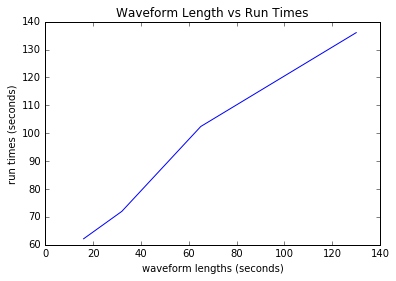 Waveform Length vs Run Times
140
130
120
110
100
90
80
70
60
run times (seconds)
0 20 40 60 80 100 120 140
waveform lengths (seconds)